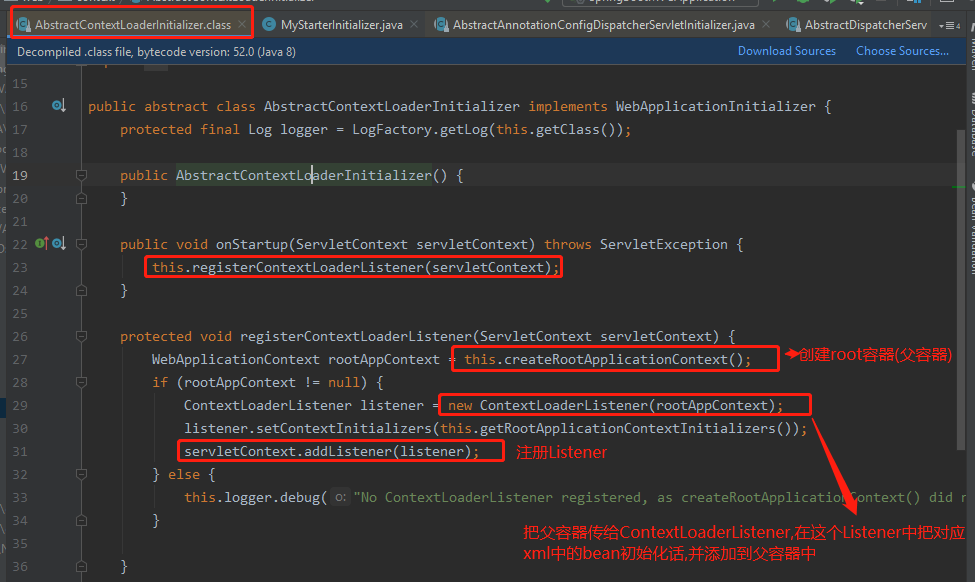 AbstractContextLoaderInitializer.class
MyStarterInitializer.java
AbstractAnnotationConfigDispatcherServletInitializer.java
AbstractDispatcherServ
Decompiled .class file, bytecode version: 52.0 (Java 8)
Download Sources
Choose Sources...
15
16 public abstract class AbstractContextLoaderInitializer implements WebApplicationInitializer {
17 protected final Log logger = LogFactory.getLog(this.getClass());
18
19 public AbstractContextLoaderInitializer() {
20 }
21
22 public void onStartup(ServletContext servletContext) throws ServletException {
23 this.registerContextLoaderListener(servletContext);
24 }
25
26 protected void registerContextLoaderListener(ServletContext servletContext) {
27 WebApplicationContext rootAppContext = this.createRootApplicationContext(); 创建root容器(父容器)
28 if (rootAppContext != null) {
29 ContextLoaderListener listener = new ContextLoaderListener(rootAppContext);
30 listener.setContextInitializers(this.getRootApplicationContextInitializers());
31 servletContext.addListener(listener); 注册Listener
32 } else {
33 this.logger.debug( o: "No ContextLoaderListener registered, as createRootApplicationContext() did
34 }
35
36 }
把父容器传给ContextLoaderListener,在这个Listener中把对应
xml中的bean初始化话,并添加到父容器中